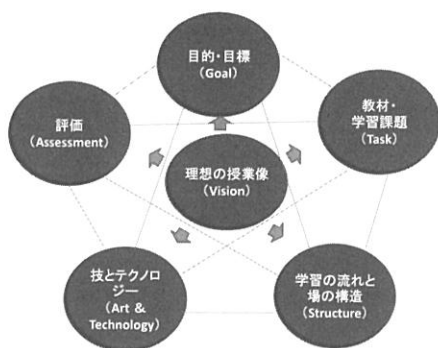 目的・目標
(Goal)
評価
(Assessment)
教材・
学習課題
(Task)
理想の授業像
(Vision)
技とテクノロ
ジー
(Art &
Technology)
学習の流れと
場の構造
(Structure)